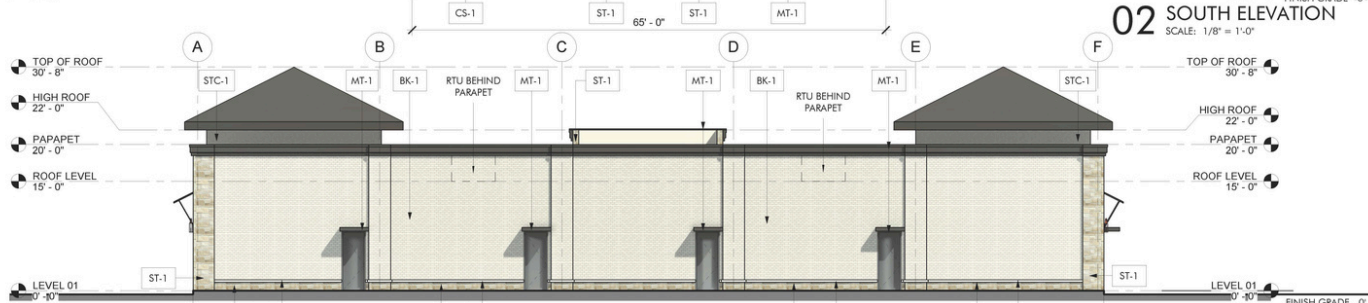 CS-1
ST-1
ST-1
MT-1
65' - 0"
02 SOUTH ELEVATION
SCALE: 1/8" = 1'-0"
A
B
C
D
E
F
TOP OF ROOF
30' - 8"
STC-1
MT-1
BK-1
RTU BEHIND
PARAPET
MT-1
ST-1
MT-1
BK-1
RTU BEHIND
PARAPET
MT-1
STC-1
TOP OF ROOF
30' - 8"
HIGH ROOF
22' - 0"
HIGH ROOF
22' - 0"
PAPAPET
20' - 0"
PAPAPET
20' - 0"
ROOF LEVEL
15' - 0"
ROOF LEVEL
15' - 0"
ST-1
ST-1
LEVEL 01
0' - 0"
LEVEL 01
0' - 0"
FINISH GRADE